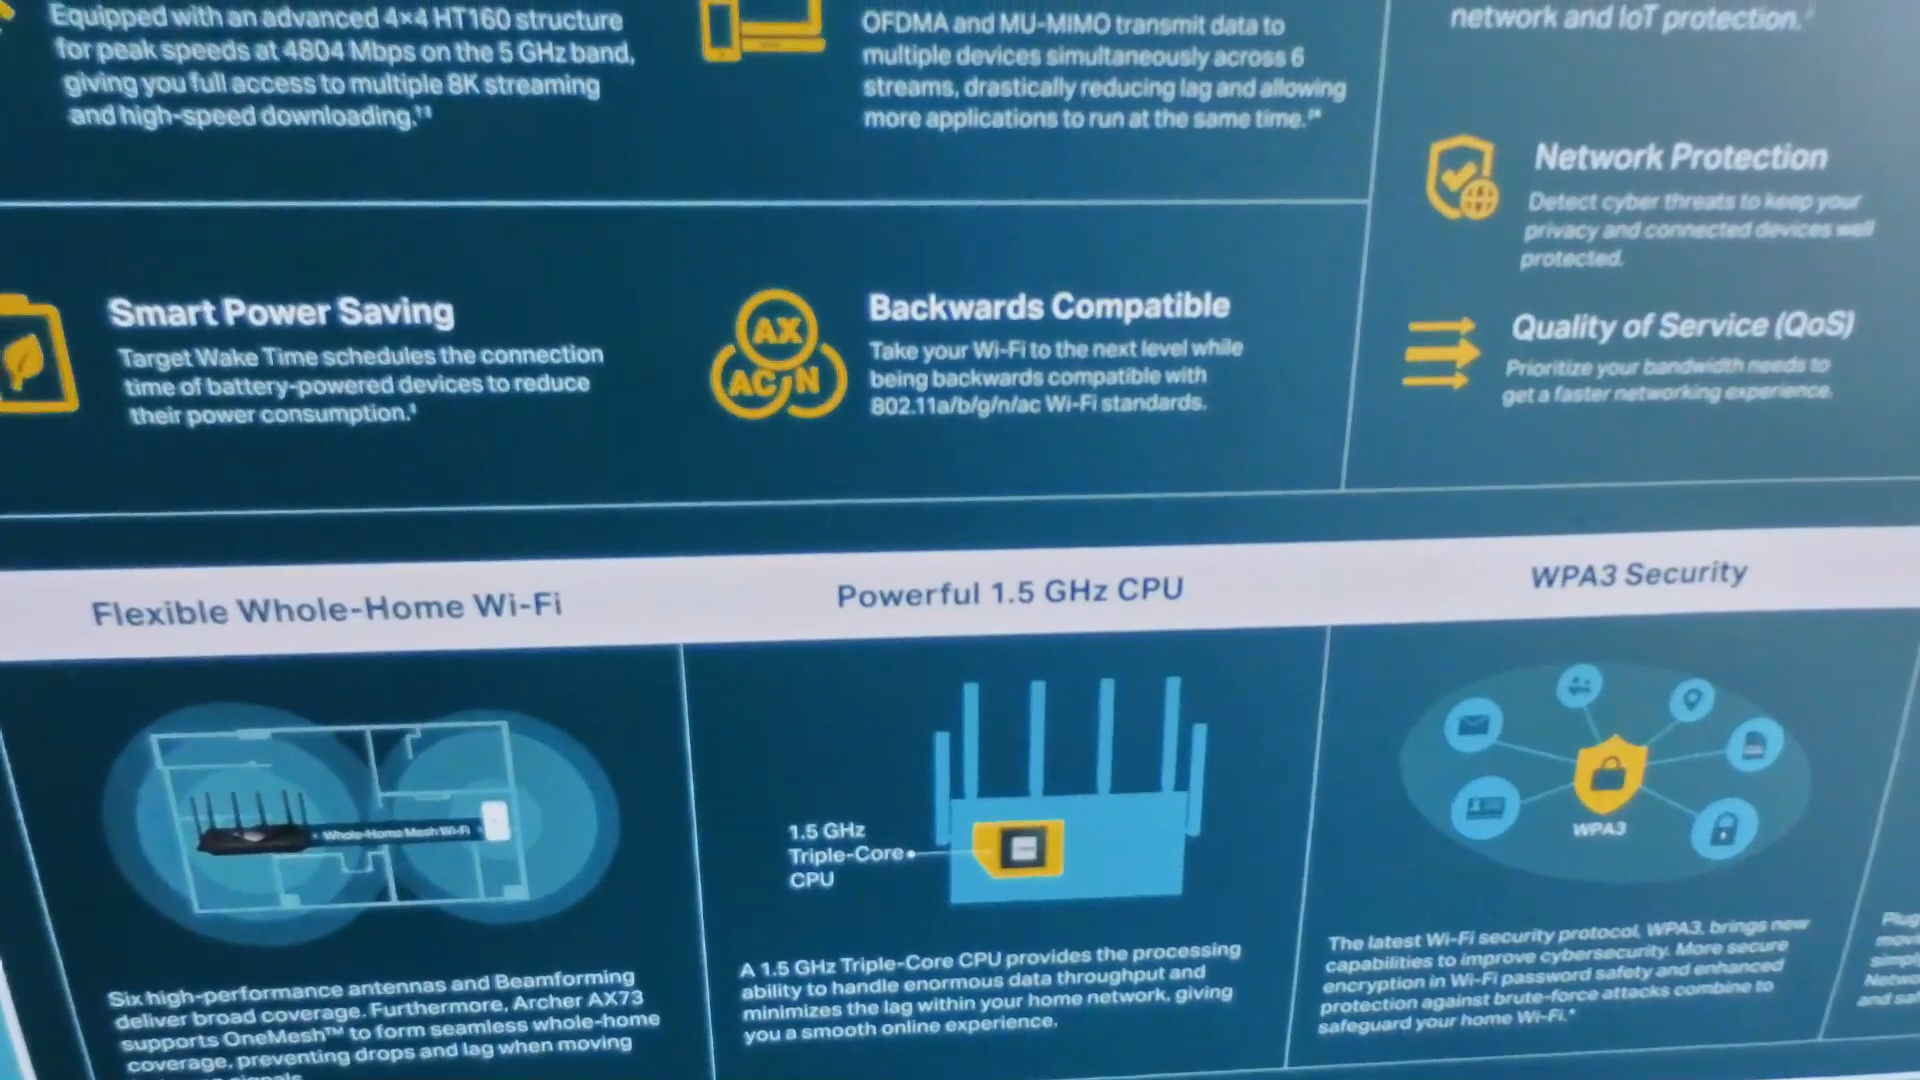 Equipped with an advanced 4×4 HT160 structure
for peak speeds at 4804 Mbps on the 5 GHz band,
giving you full access to multiple 8K streaming
and high-speed downloading.
OFDMA and MU-MIMO transmit data to
multiple devices simultaneously across 6
streams, drastically reducing lag and allowing
more applications to run at the same time.
network and IoT protection.
Network Protection
Detect cyber threats to keep your
privacy and connected devices well
protected.
Quality of Service (QoS)
Prioritize your bandwidth needs to
get a faster networking experience.
Smart Power Saving
Target Wake Time schedules the connection
time of battery-powered devices to reduce
their power consumption.
AX
AC
N
Backwards Compatible
Take your Wi-Fi to the next level while
being backwards compatible with
802.11a/b/g/n/ac Wi-Fi standards.
Flexible Whole-Home Wi-Fi
Powerful 1.5 GHz CPU
WPA3 Security
Whole-Home Mesh Wi-Fi
Six high-performance antennas and Beamforming
deliver broad coverage. Furthermore, Archer AX73
supports OneMesh™ to form seamless whole-home
coverage, preventing drops and lag when moving
1.5 GHz
Triple-Core
CPU
A 1.5 GHz Triple-Core CPU provides the processing
ability to handle enormous data throughput and
minimizes the lag within your home network, giving
you a smooth online experience.
WPA3
The latest Wi-Fi security protocol, WPA3, brings new
capabilities to improve cybersecurity. More secure
encryption in Wi-Fi password safety and enhanced
protection against brute-force attacks combine to
safeguard your home Wi-Fi.*